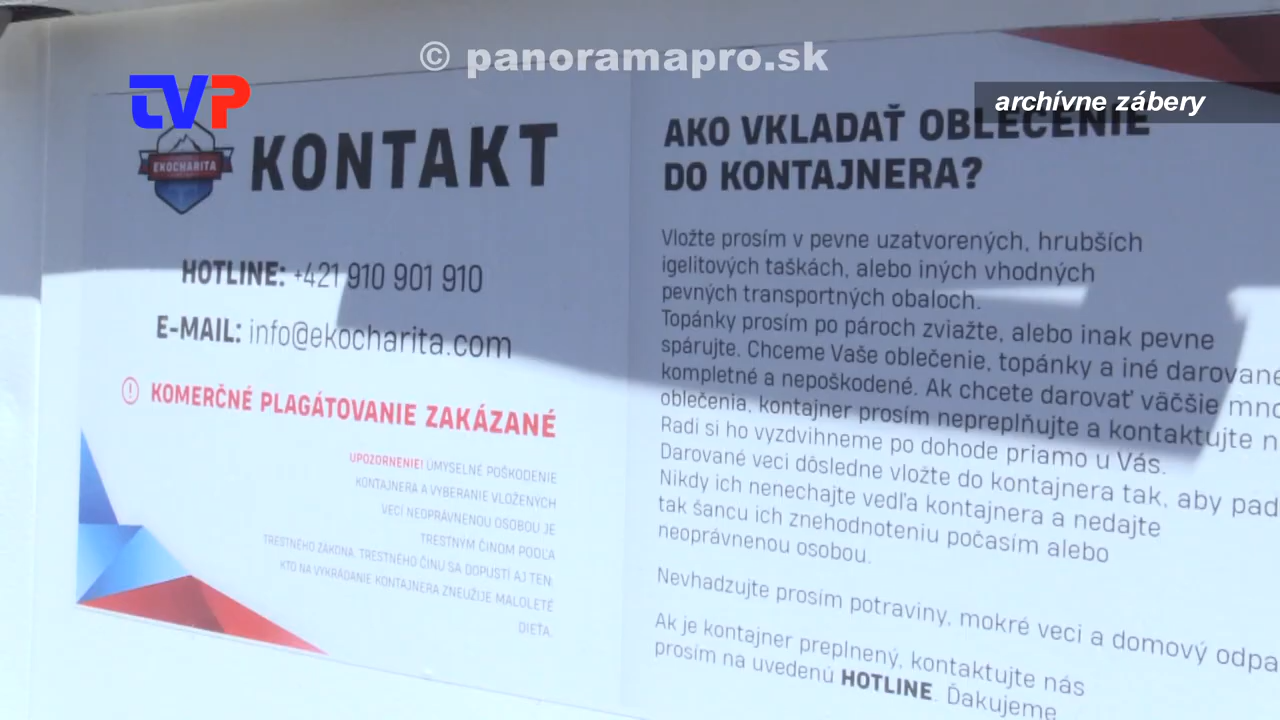 © panoramapro.sk
TVP
archívne zábery
EKOCHARITA
KONTAKT
HOTLINE: +421 910 901 910
E-MAIL: info@ekocharita.com
KOMERČNÉ PLAGÁTOVANIE ZAKÁZANÉ
UPOZORNENIE! ÚMYSELNÉ POŠKODENIE
KONTAJNERA A VYBERANIE VLOŽENÝCH
VECÍ NEOPRÁVNENOU OSOBOU JE
TRESTNÝM ČINOM PODĽA
TRESTNÉHO ZÁKONA. TRESTNÉHO ČINU SA DOPUSTÍ AJ TEN,
KTO NA VYKRÁDANIE KONTAJNERA ZNEUŽIJE MALOLETÉ
DIEŤA.
AKO VKLADAŤ OBLEČENIE
DO KONTAJNERA?
Vložte prosím v pevne uzatvorených, hrubších
igelitových taškách, alebo iných vhodných
pevných transportných obaloch.
Topánky prosím po pároch zviažte, alebo inak pevne
spárujte. Chceme Vaše oblečenie, topánky a iné darované
kompletné a nepoškodené. Ak chcete darovať väčšie mno
oblečenia, kontajner prosím nepreplňujte a kontaktujte n
Radi si ho vyzdvihneme po dohode priamo u Vás.
Darované veci dôsledne vložte do kontajnera tak, aby pad
Nikdy ich nenechajte vedľa kontajnera a nedajte
tak šancu ich znehodnoteniu počasím alebo
neoprávnenou osobou.
Nevhadzujte prosím potraviny, mokré veci a domový odpa
Ak je kontajner preplnený, kontaktujte nás
prosím na uvedenú HOTLINE. Ďakujeme